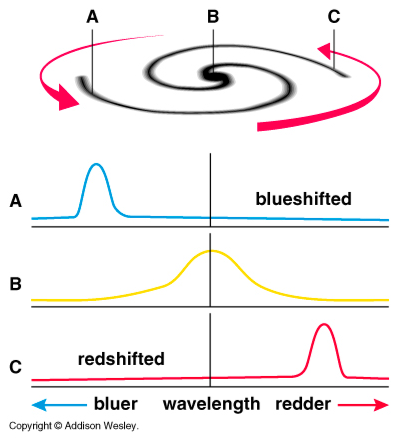 A B C
A blueshifted
B
C redshifted
bluer wavelength redder
Copyright © Addison Wesley.